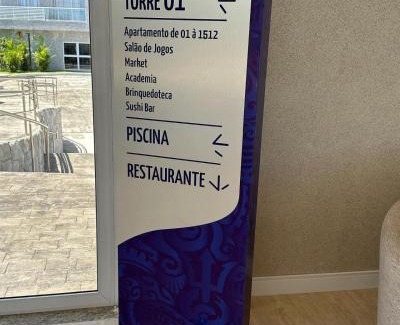 TORRE 01
Apartamento de 01 à 1512
Salão de Jogos
Market
Academia
Brinquedoteca
Sushi Bar
PISCINA
RESTAURANTE